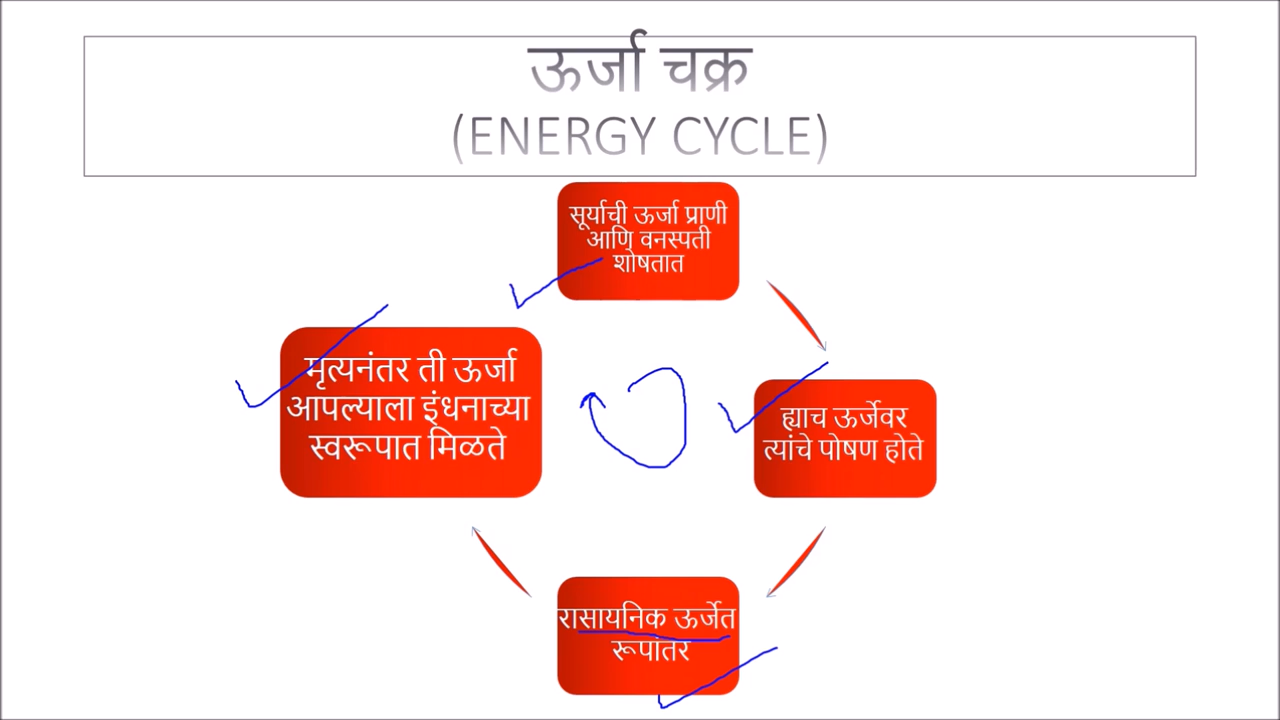 ऊर्जा चक्र
(ENERGY CYCLE)
सूर्याची ऊर्जा प्राणी
आणि वनस्पती
शोषतात
ह्याच ऊर्जेवर
त्यांचे पोषण होते
रासायनिक ऊर्जेत
रूपांतर
मृत्यनंतर ती ऊर्जा
आपल्याला इंधनाच्या
स्वरूपात मिळते